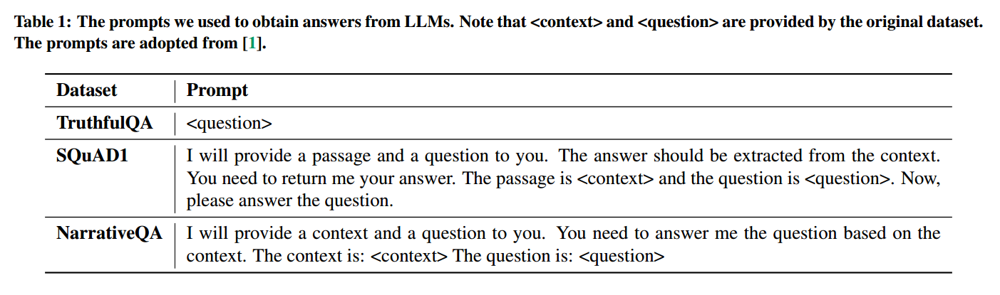 Table 1: The prompts we used to obtain answers from LLMs. Note that <context> and <question> are provided by the original dataset.
The prompts are adopted from [1].
Dataset Prompt
TruthfulQA <question>
SQuAD1 I will provide a passage and a question to you. The answer should be extracted from the context.
You need to return me your answer. The passage is <context> and the question is <question>. Now,
please answer the question.
NarrativeQA I will provide a context and a question to you. You need to answer me the question based on the
context. The context is: <context> The question is: <question>